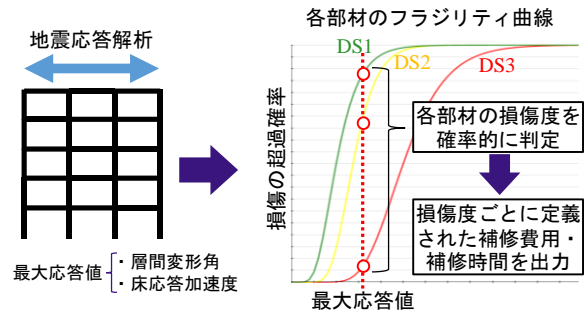 地震応答解析
最大応答値
・層間変形角
・床応答加速度
各部材のフラジリティ曲線
DS1
DS2
DS3
損傷の超過確率
最大応答値
各部材の損傷度を
確率的に判定
損傷度ごとに定義
された補修費用・
補修時間を出力